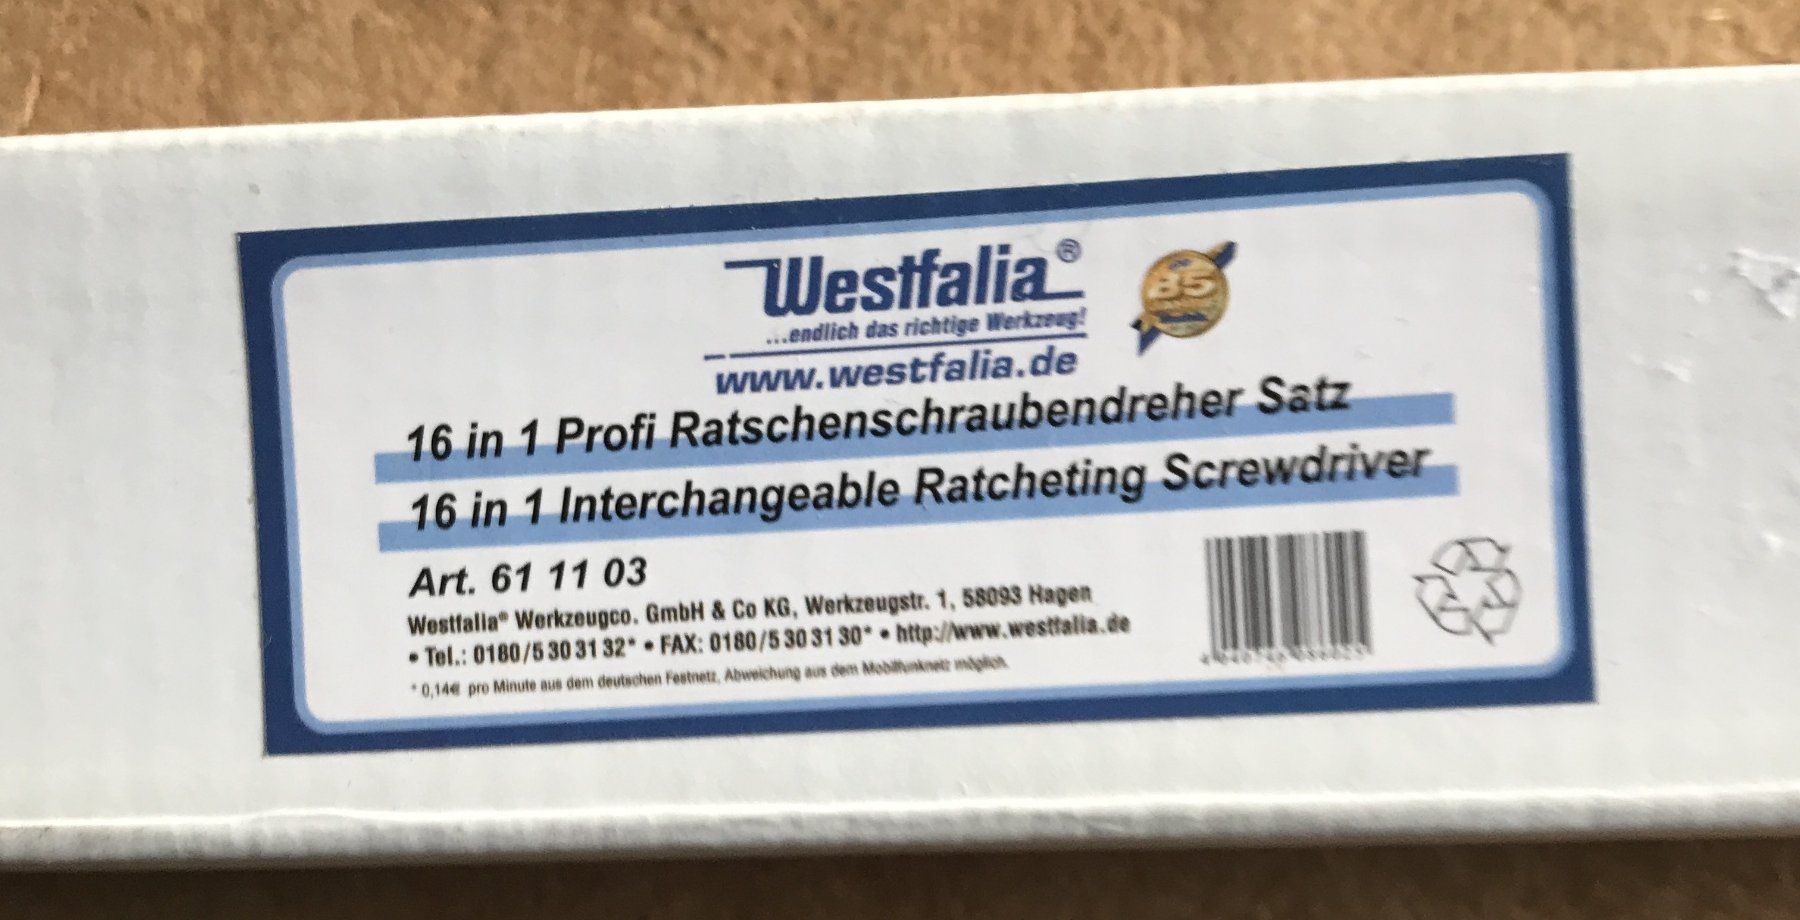 Westfalia®
...endlich das richtige Werkzeug!
www.westfalia.de
85
16 in 1 Profi Ratschenschraubendreher Satz
16 in 1 Interchangeable Ratcheting Screwdriver
Art. 61 11 03
Westfalia® Werkzeugco. GmbH & Co KG, Werkzeugstr. 1, 58093 Hagen
• Tel.: 0180/5 30 31 32* • FAX: 0180/5 30 31 30* • http://www.westfalia.de
* 0,14€ pro Minute aus dem deutschen Festnetz, Abweichung aus dem Mobilfunknetz möglich.